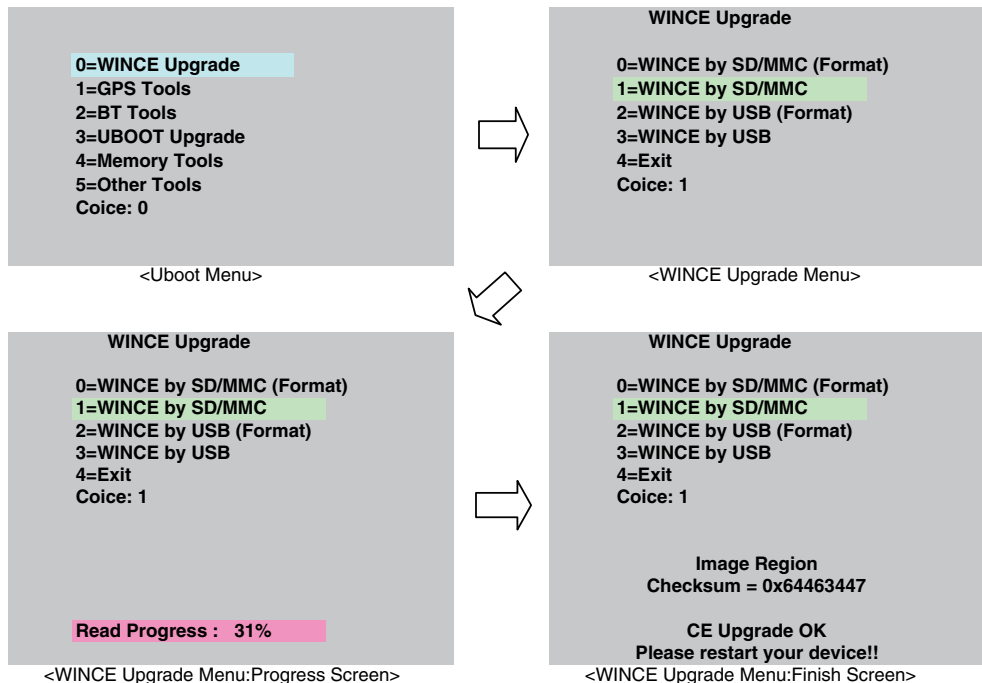 0=WINCE Upgrade
1=GPS Tools
2=BT Tools
3=UBOOT Upgrade
4=Memory Tools
5=Other Tools
Coice: 0
<Uboot Menu>
WINCE Upgrade
0=WINCE by SD/MMC (Format)
1=WINCE by SD/MMC
2=WINCE by USB (Format)
3=WINCE by USB
4=Exit
Coice: 1
<WINCE Upgrade Menu>
WINCE Upgrade
0=WINCE by SD/MMC (Format)
1=WINCE by SD/MMC
2=WINCE by USB (Format)
3=WINCE by USB
4=Exit
Coice: 1
Read Progress :   31%
<WINCE Upgrade Menu:Progress Screen>
WINCE Upgrade
0=WINCE by SD/MMC (Format)
1=WINCE by SD/MMC
2=WINCE by USB (Format)
3=WINCE by USB
4=Exit
Coice: 1
Image Region
Checksum = 0x64463447
CE Upgrade OK
Please restart your device!!
<WINCE Upgrade Menu:Finish Screen>